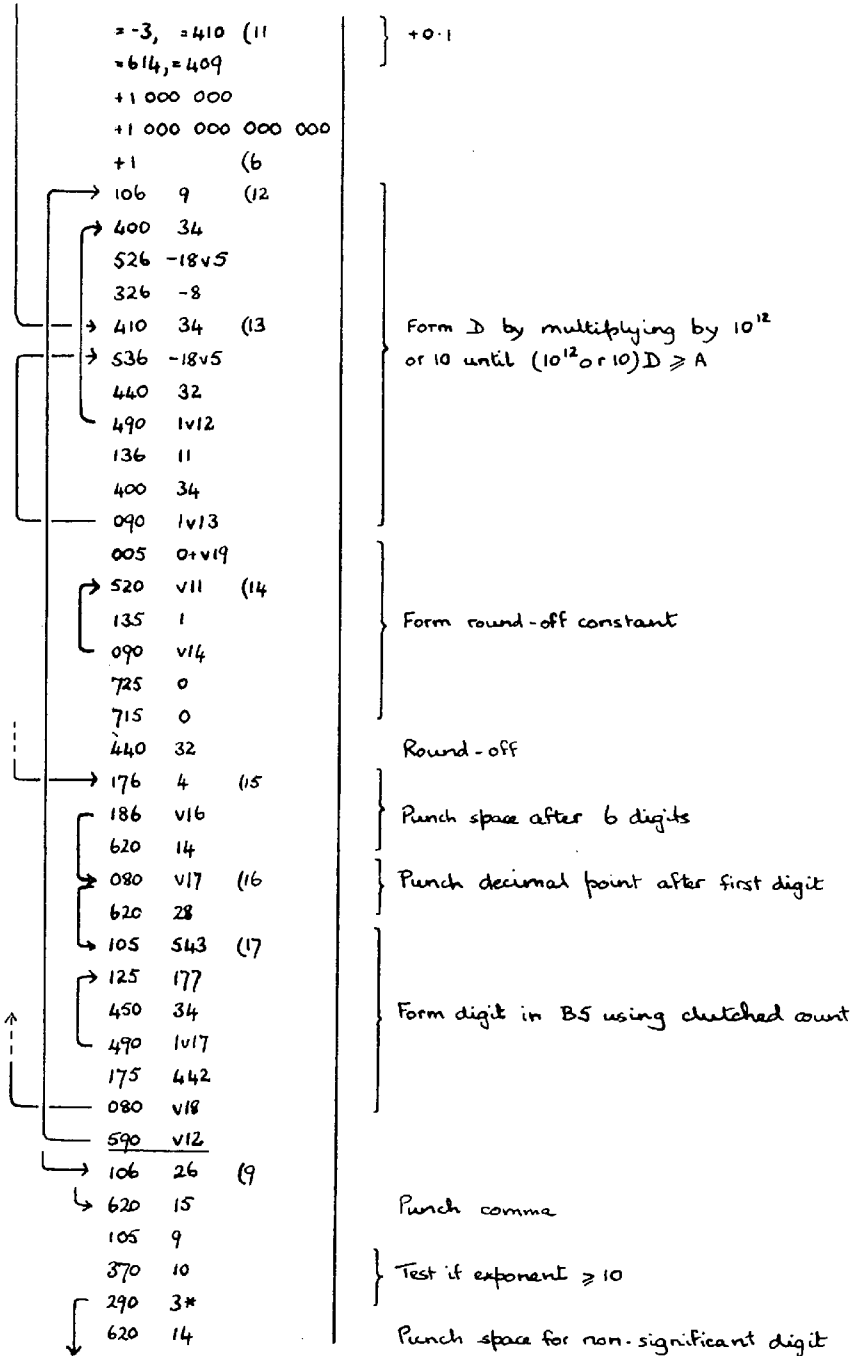 = -3, = 410 (11 +0.1
= 614, = 409
+1 000 000
+1 000 000 000 000
+1 (6
106 9 (12
400 34
526 -18v5
326 -8
410 34 (13 Form D by multiplying by 10^12
536 -18v5 or 10 until (10^12 or 10) D ⩾ A
440 32
490 1v12
136 11
400 34
090 1v13
005 0+v19
520 v11 (14
135 1 Form round-off constant
090 v14
725 0
715 0
440 32 Round-off
176 4 (15
186 v16 Punch space after 6 digits
620 14
080 v17 (16 Punch decimal point after first digit
620 28
105 543 (17
125 177
450 34 Form digit in B5 using clutched count
490 1v17
175 442
080 v18
590 v12
106 26 (9
620 15 Punch comma
105 9
370 10 Test if exponent ⩾ 10
290 3*
620 14 Punch space for non-significant digit